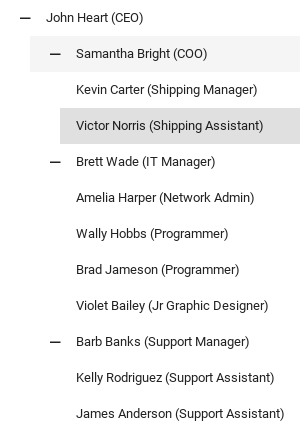 John Heart (CEO)
Samantha Bright (COO)
Kevin Carter (Shipping Manager)
Victor Norris (Shipping Assistant)
Brett Wade (IT Manager)
Amelia Harper (Network Admin)
Wally Hobbs (Programmer)
Brad Jameson (Programmer)
Violet Bailey (Jr Graphic Designer)
Barb Banks (Support Manager)
Kelly Rodriguez (Support Assistant)
James Anderson (Support Assistant)